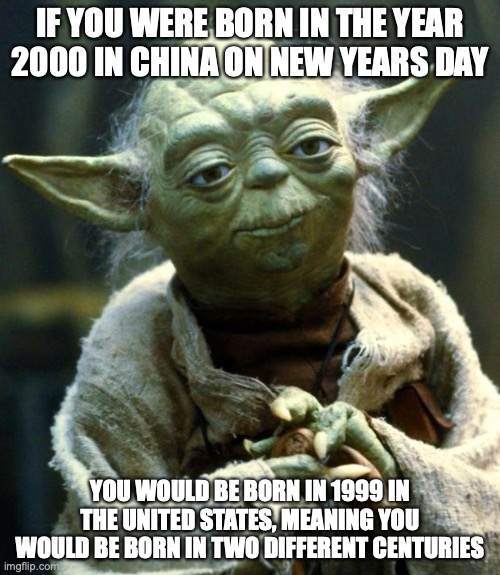 IF YOU WERE BORN IN THE YEAR
2000 IN CHINA ON NEW YEARS DAY
YOU WOULD BE BORN IN 1999 IN
THE UNITED STATES, MEANING YOU
WOULD BE BORN IN TWO DIFFERENT CENTURIES
imgflip.com